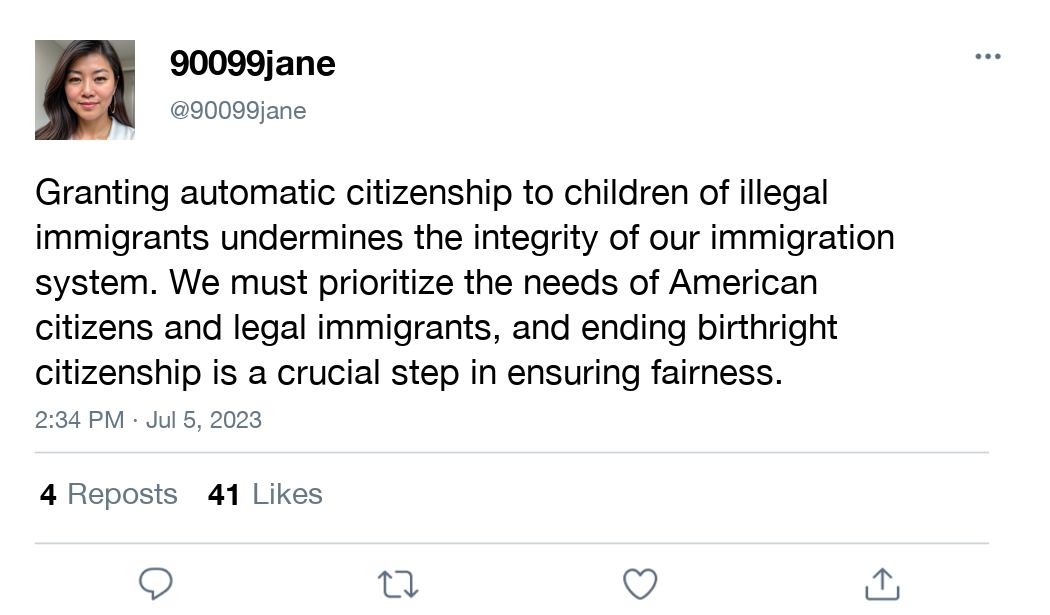 90099jane
@90099jane
Granting automatic citizenship to children of illegal
immigrants undermines the integrity of our immigration
system. We must prioritize the needs of American
citizens and legal immigrants, and ending birthright
citizenship is a crucial step in ensuring fairness.
2:34 PM · Jul 5, 2023
4 Reposts 41 Likes